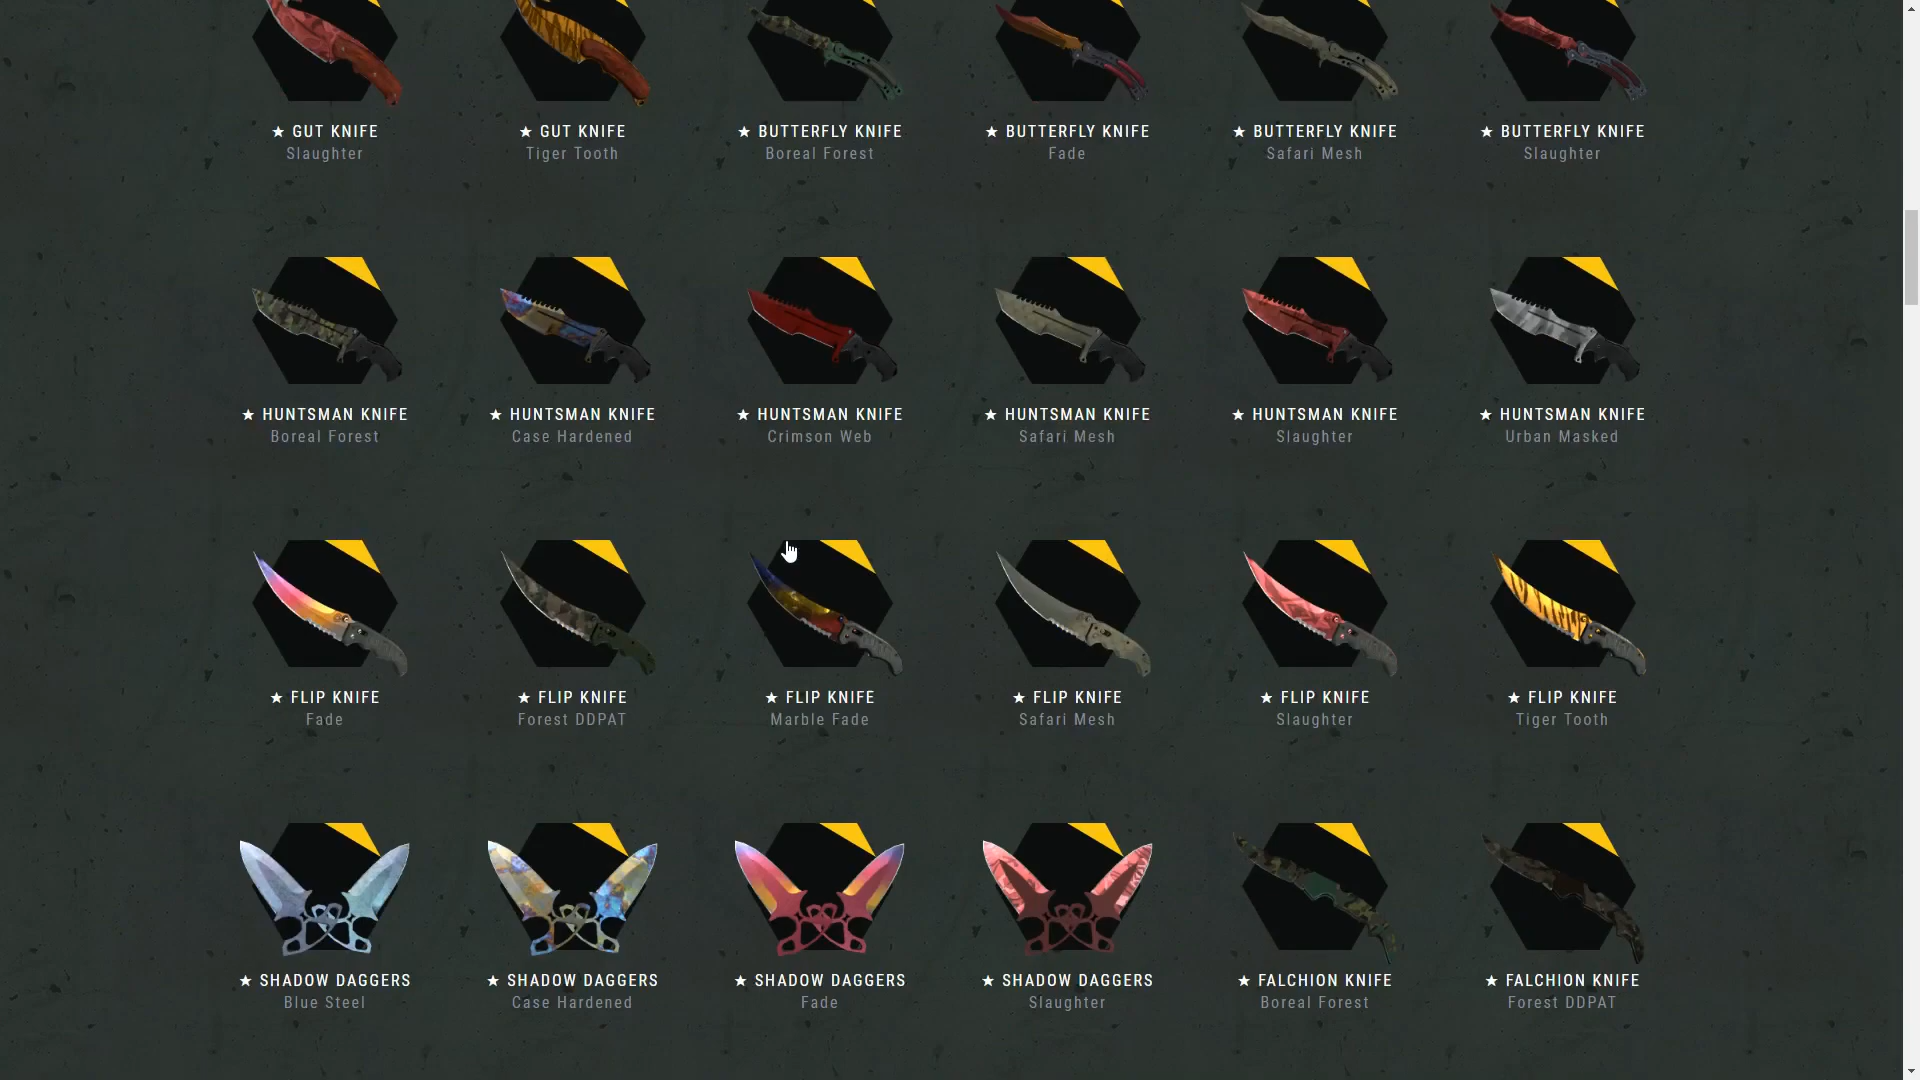 ★ GUT KNIFE
Slaughter
★ GUT KNIFE
Tiger Tooth
★ BUTTERFLY KNIFE
Boreal Forest
★ BUTTERFLY KNIFE
Fade
★ BUTTERFLY KNIFE
Safari Mesh
★ BUTTERFLY KNIFE
Slaughter
★ HUNTSMAN KNIFE
Boreal Forest
★ HUNTSMAN KNIFE
Case Hardened
★ HUNTSMAN KNIFE
Crimson Web
★ HUNTSMAN KNIFE
Safari Mesh
★ HUNTSMAN KNIFE
Slaughter
★ HUNTSMAN KNIFE
Urban Masked
★ FLIP KNIFE
Fade
★ FLIP KNIFE
Forest DDPAT
★ FLIP KNIFE
Marble Fade
★ FLIP KNIFE
Safari Mesh
★ FLIP KNIFE
Slaughter
★ FLIP KNIFE
Tiger Tooth
★ SHADOW DAGGERS
Blue Steel
★ SHADOW DAGGERS
Case Hardened
★ SHADOW DAGGERS
Fade
★ SHADOW DAGGERS
Slaughter
★ FALCHION KNIFE
Boreal Forest
★ FALCHION KNIFE
Forest DDPAT